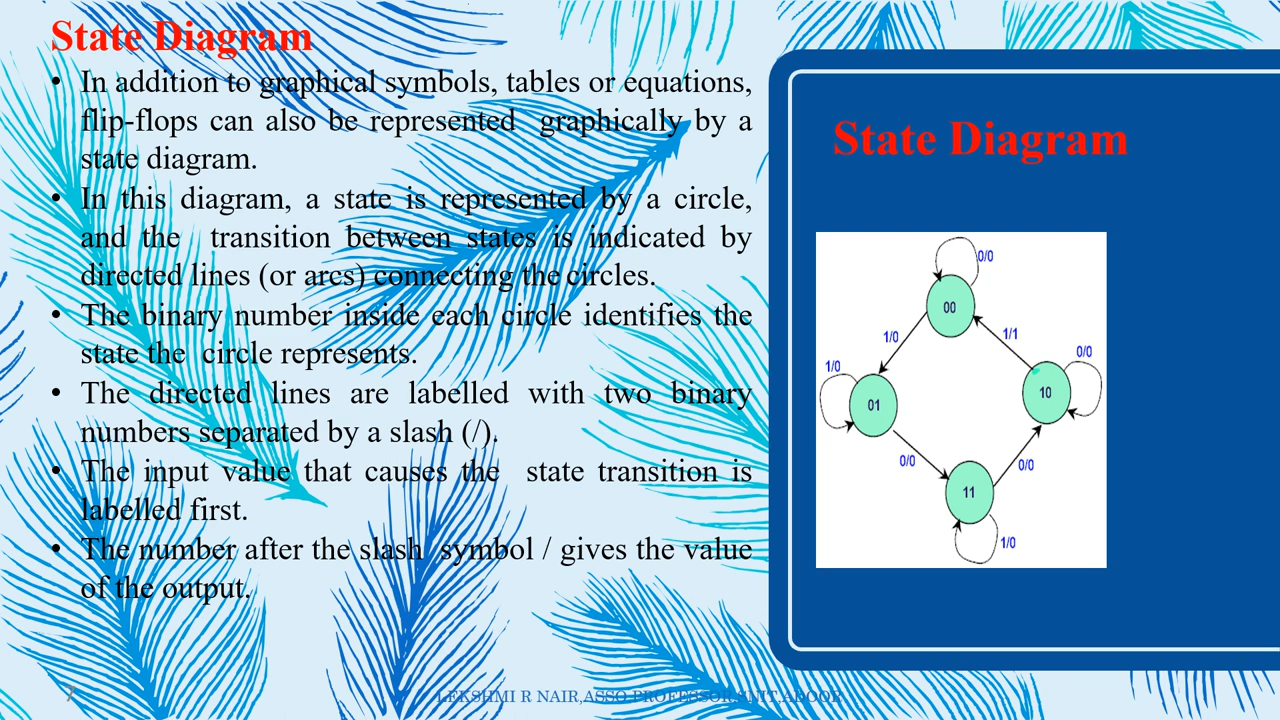 State Diagram
• In addition to graphical symbols, tables or equations,
flip-flops can also be represented graphically by a
state diagram.
• In this diagram, a state is represented by a circle,
and the transition between states is indicated by
directed lines (or arcs) connecting the circles.
• The binary number inside each circle identifies the
state the circle represents.
• The directed lines are labelled with two binary
numbers separated by a slash (/).
• The input value that causes the state transition is
labelled first.
• The number after the slash symbol / gives the value
of the output.
State Diagram
0/0
00
1/0
1/1
1/0
0/0
01
10
0/0
0/0
11
1/0
7
LEKSHMI R NAIR,ASSO.PROFESSOR,SNIT,ADOOR